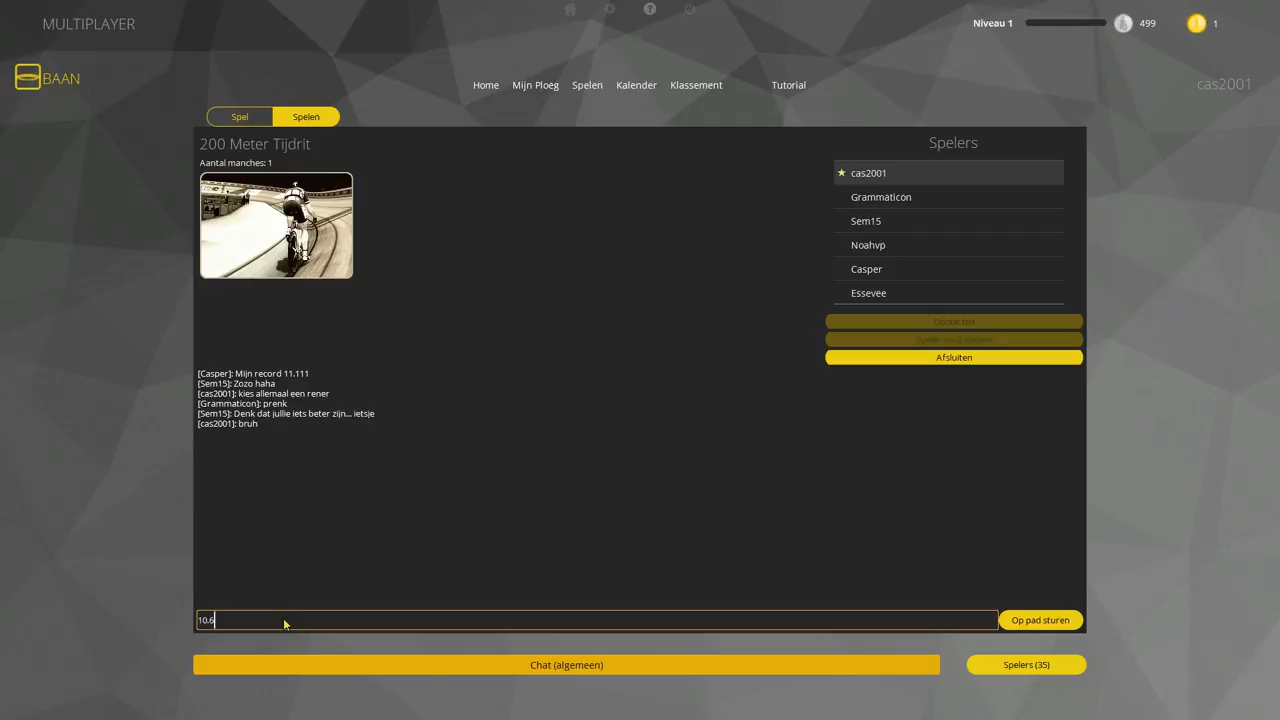 MULTIPLAYER
Niveau 1
499
1
BAAN
Home
Mijn Ploeg
Spelen
Kalender
Klassement
Tutorial
cas2001
Spel
Spelen
200 Meter Tijdrit
Aantal manches: 1
Spelers
cas2001
Grammaticon
Sem15
Noahvp
Casper
Essevee
Opstarten
Afsluiten
[Casper]: Mijn record 11.111
[Sem15]: Zozo haha
[cas2001]: kies allemaal een rener
[Grammaticon]: prenk
[Sem15]: Denk dat jullie iets beter zijn... ietsje
[cas2001]: bruh
10.6
Op pad sturen
Chat (algemeen)
Spelers (35)